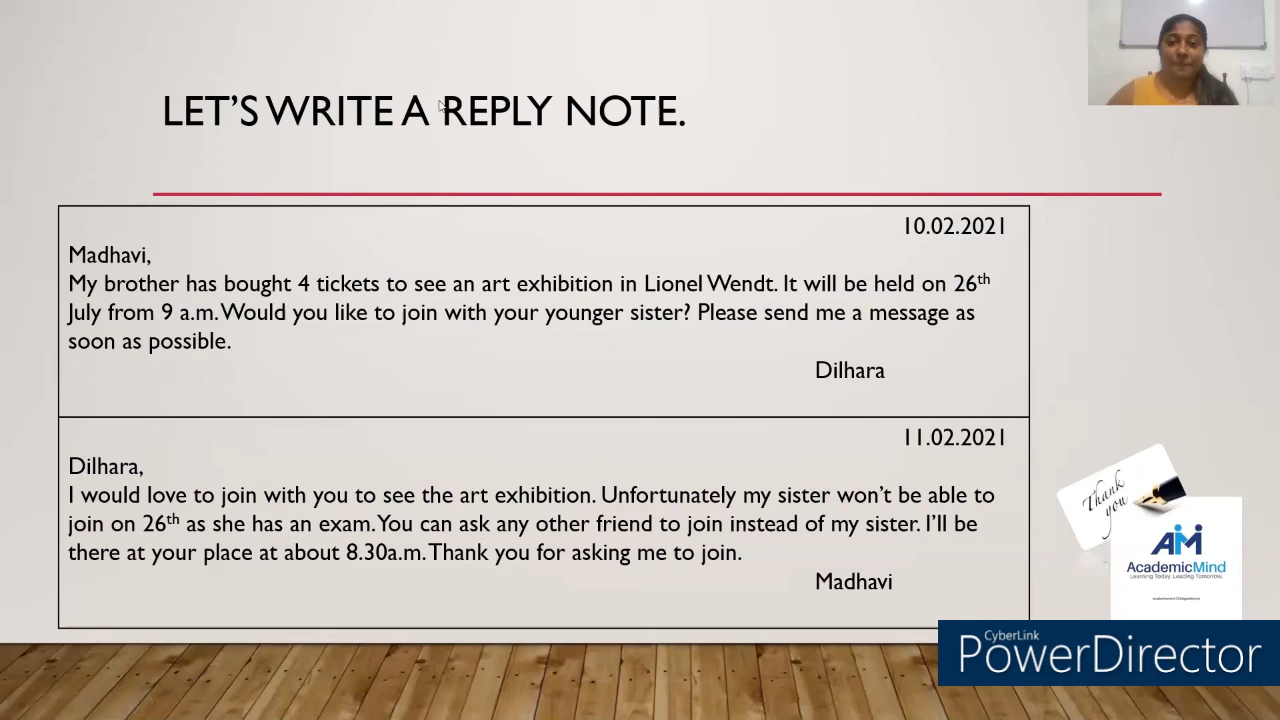 LET'S WRITE A REPLY NOTE.
10.02.2021
Madhavi,
My brother has bought 4 tickets to see an art exhibition in Lionel Wendt. It will be held on 26th
July from 9 a.m. Would you like to join with your younger sister? Please send me a message as
soon as possible.
Dilhara
11.02.2021
Dilhara,
I would love to join with you to see the art exhibition. Unfortunately my sister won't be able to
join on 26th as she has an exam. You can ask any other friend to join instead of my sister. I'll be
there at your place at about 8.30a.m. Thank you for asking me to join.
Madhavi
Thank
you
AM
AcademicMind
Learning Today, Leading Tomorrow.
CyberLink
PowerDirector